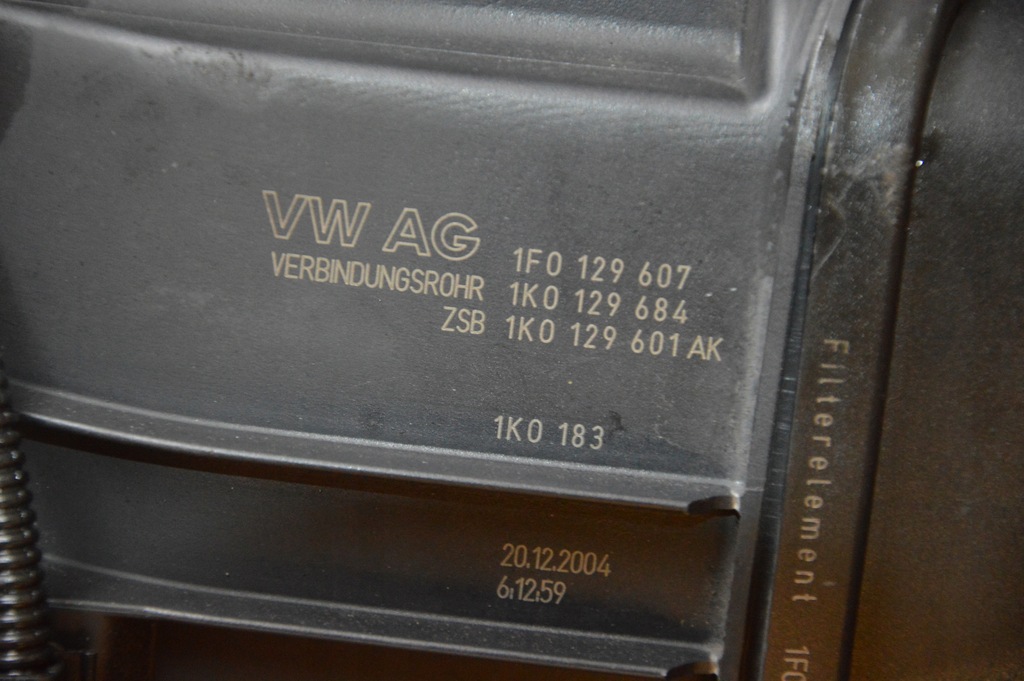 VW AG
1F0 129 607
VERBINDUNGSROHR 1K0 129 684
ZSB 1K0 129 601 AK
1K0 183
20.12.2004
6:12:59
Filterelement